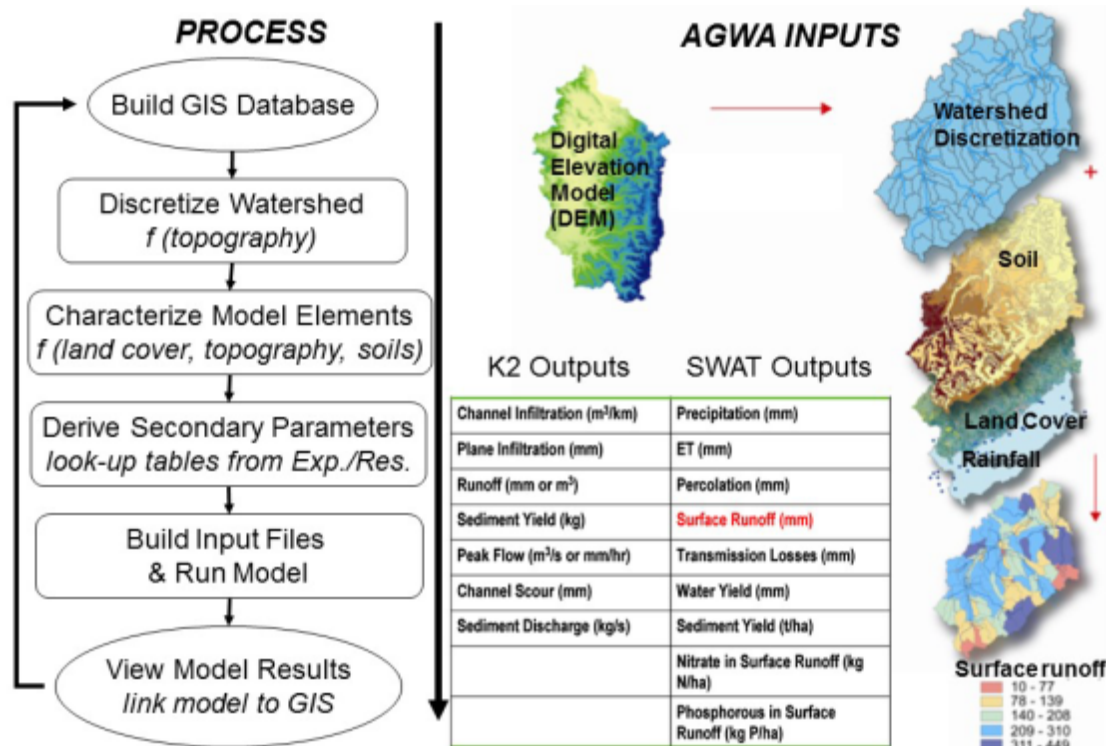 PROCESS
Build GIS Database
Discretize Watershed
f (topography)
Characterize Model Elements
f (land cover, topography, soils)
Derive Secondary Parameters
look-up tables from Exp./Res.
Build Input Files
& Run Model
View Model Results
link model to GIS
AGWA INPUTS
Digital
Elevation
Model
(DEM)
Watershed
Discretization
+
Soil
Land Cover
Rainfall
K2 Outputs
SWAT Outputs
Channel Infiltration (m³/km)
Precipitation (mm)
Plane Infiltration (mm)
ET (mm)
Runoff (mm or m³)
Percolation (mm)
Sediment Yield (kg)
Surface Runoff (mm)
Peak Flow (m³/s or mm/hr)
Transmission Losses (mm)
Channel Scour (mm)
Water Yield (mm)
Sediment Discharge (kg/s)
Sediment Yield (t/ha)
Nitrate in Surface Runoff (kg
N/ha)
Phosphorous in Surface
Runoff (kg P/ha)
Surface runoff
10 - 77
78 - 139
140 - 208
209 - 310
311 - 449